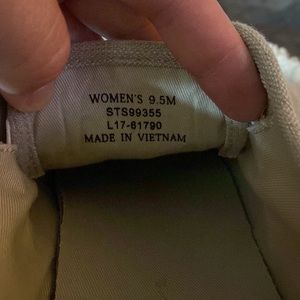 WOMEN'S 9.5M
STS99355
L17-61790
MADE IN VIETNAM